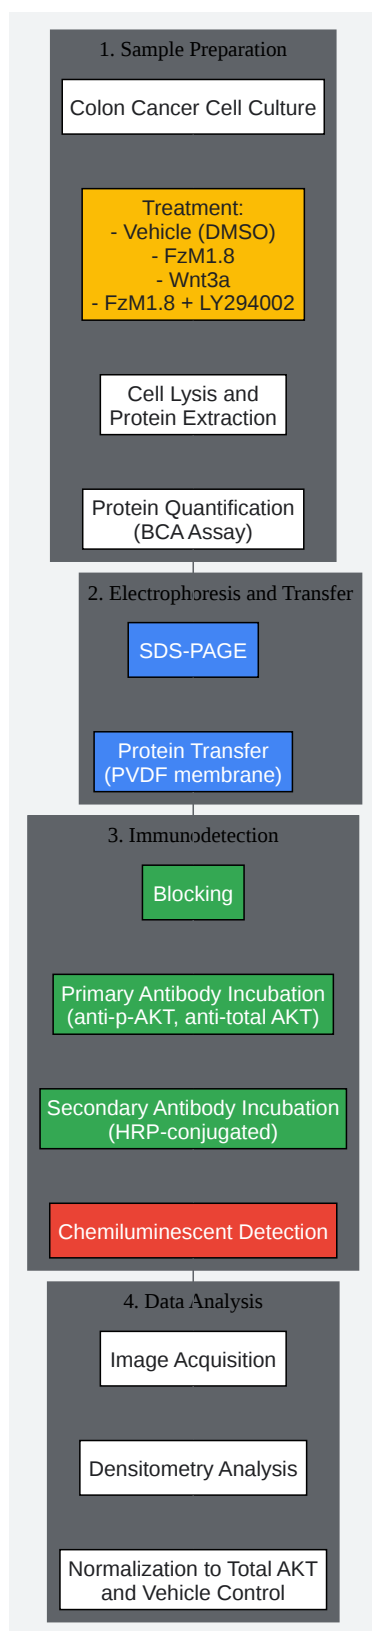 1. Sample Preparation
Colon Cancer Cell Culture
Treatment:
- Vehicle (DMSO)
- FzM1.8
- Wnt3a
- FzM1.8 + LY294002
Cell Lysis and
Protein Extraction
Protein Quantification
(BCA Assay)
2. Electrophoresis and Transfer
SDS-PAGE
Protein Transfer
(PVDF membrane)
3. Immunodetection
Blocking
Primary Antibody Incubation
(anti-p-AKT, anti-total AKT)
Secondary Antibody Incubation
(HRP-conjugated)
Chemiluminescent Detection
4. Data Analysis
Image Acquisition
Densitometry Analysis
Normalization to Total AKT
and Vehicle Control